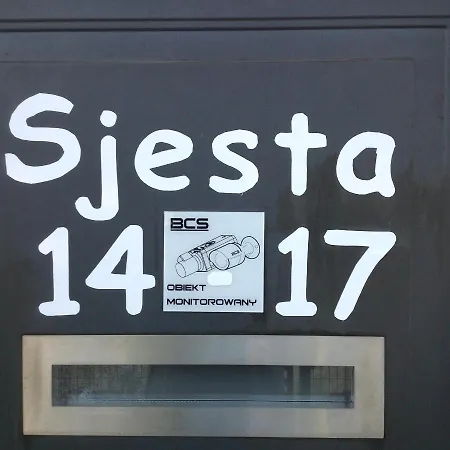 Sjesta
14 17
BCS
OBIEKT
MONITOROWANY